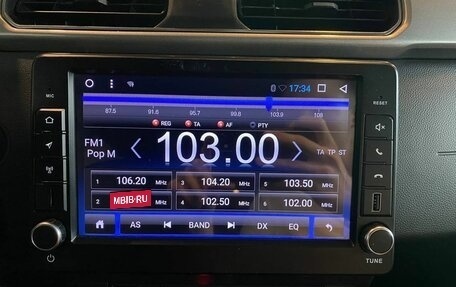 MIC
17:34
RESET
87.5 91.6 95.7 99.8 103.9 108
REG TA AF PTY
FM1
Pop M
103.00
MHz
TA TP ST
1 106.20 MHz 3 104.20 MHz 5 103.50 MHz
2 МВІВ.RU 4 102.50 MHz 6 102.00 MHz
AS BAND DX EQ
TUNE